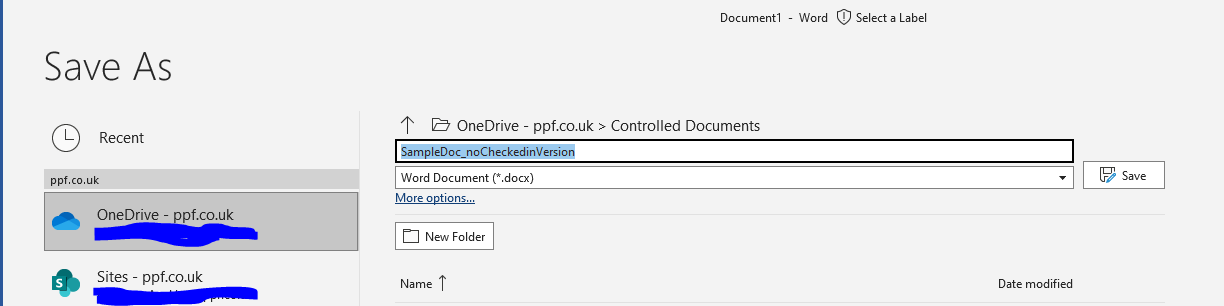 Document1 - Word Select a Label
Save As
Recent
ppf.co.uk
OneDrive - ppf.co.uk
Sites - ppf.co.uk
OneDrive - ppf.co.uk > Controlled Documents
SampleDoc_noCheckedinVersion
Word Document (*.docx)
Save
More options...
New Folder
Name
Date modified